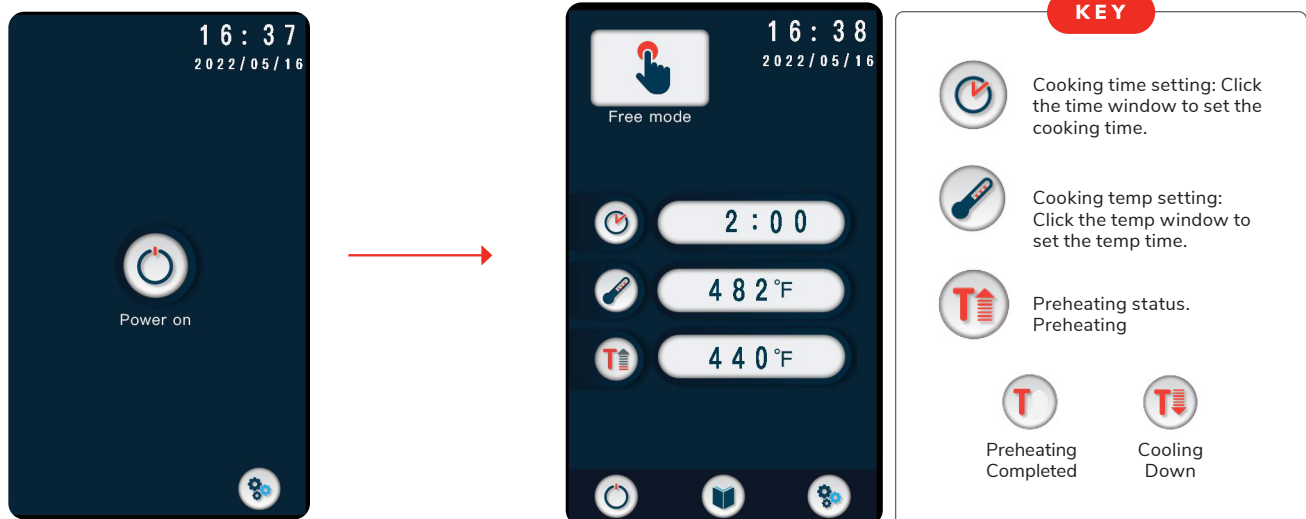 16:37
2022/05/16
Power on
16:38
2022/05/16
Free mode
2:00
482°F
T
440°F
KEY
Cooking time setting: Click
the time window to set the
cooking time.
Cooking temp setting:
Click the temp window to
set the temp time.
T
Preheating status.
Preheating
T
Preheating
Completed
T
Cooling
Down